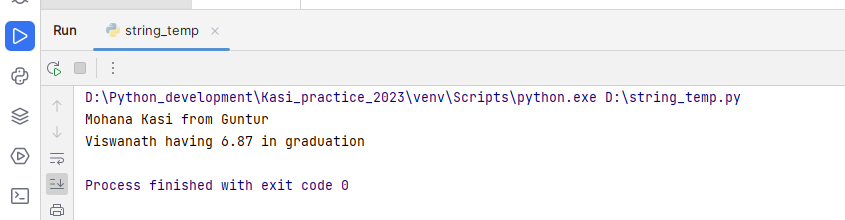 Run string_temp
D:\Python_development\Kasi_practice_2023\venv\Scripts\python.exe D:\string_temp.py
Mohana Kasi from Guntur
Viswanath having 6.87 in graduation
Process finished with exit code 0